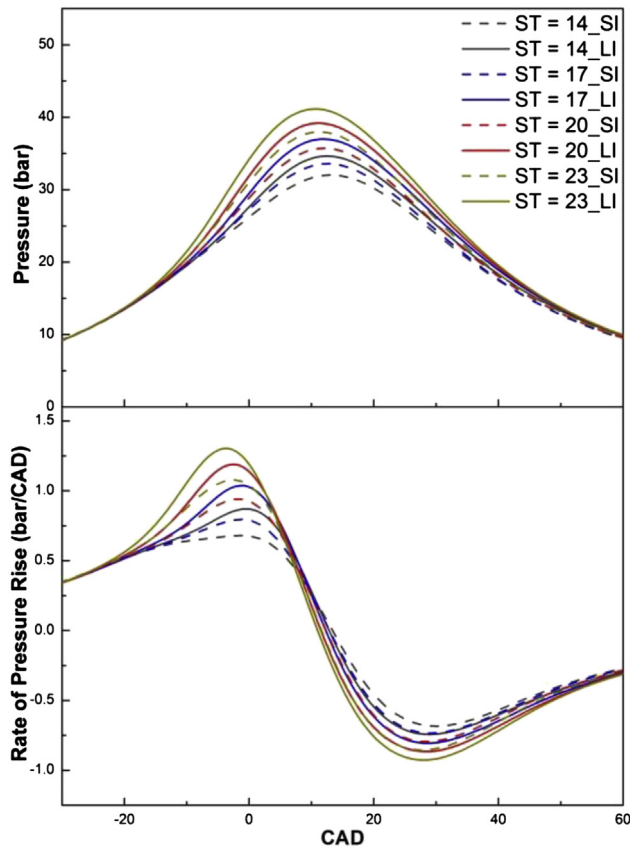 ST = 14_SI
ST = 14_LI
ST = 17_SI
ST = 17_LI
ST = 20_SI
ST = 20_LI
ST = 23_SI
ST = 23_LI
50
40
30
20
10
0
Pressure (bar)
1.5
1.0
0.5
0.0
-0.5
-1.0
Rate of Pressure Rise (bar/CAD)
-20
0
20
40
60
CAD